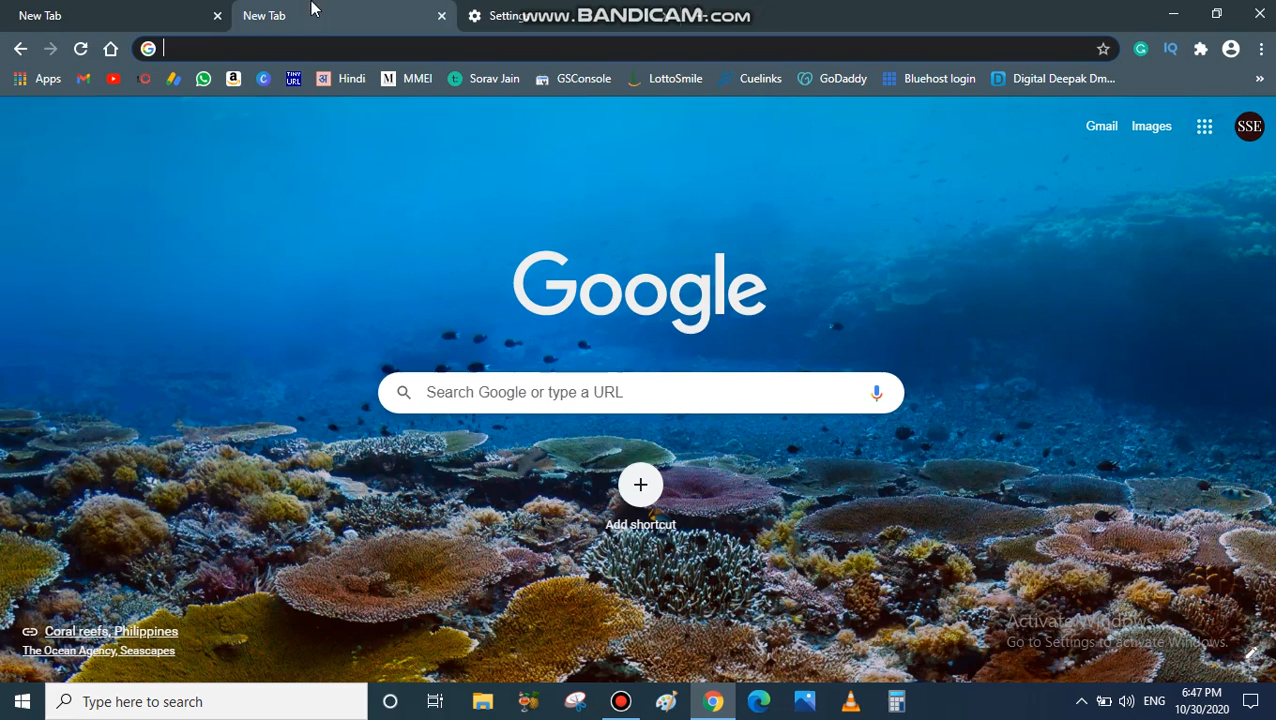 New Tab
New Tab
Settings
www.BANDICAM.com
Apps
TINY
URL
अ
Hindi
M
MMEI
t
Sorav Jain
GSConsole
LottoSmile
Cuelinks
GoDaddy
Bluehost login
D
Digital Deepak Dm...
»
Gmail
Images
SSE
Google
Search Google or type a URL
Add shortcut
Coral reefs, Philippines
The Ocean Agency, Seascapes
Activate Windows
Go to Settings to activate Windows.
Type here to search
ENG
6:47 PM
10/30/2020